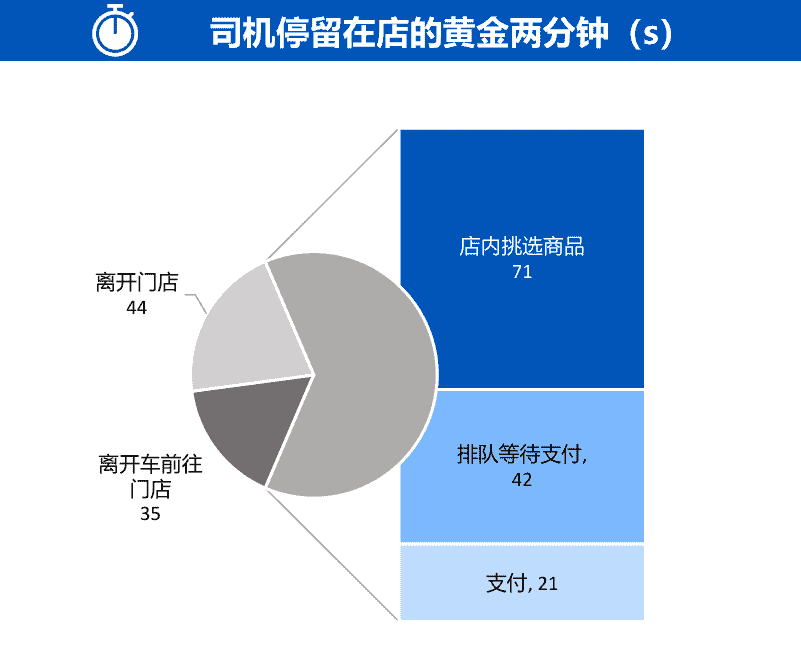 司机停留在店的黄金两分钟（s）
店内挑选商品
71
离开门店
44
排队等待支付,
42
离开车前往
门店
35
支付, 21